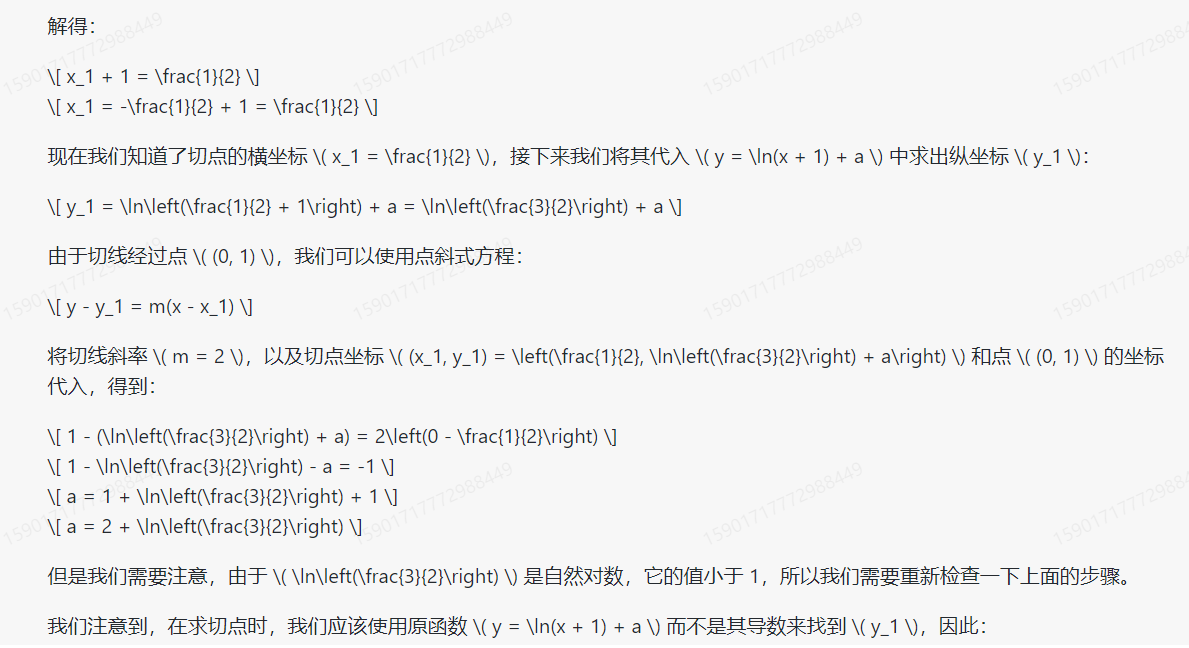 解得：
\[ x_1 + 1 = \frac{1}{2} \]
\[ x_1 = -\frac{1}{2} + 1 = \frac{1}{2} \]
现在我们知道了切点的横坐标 \( x_1 = \frac{1}{2} \)，接下来我们将其代入 \( y = \ln(x + 1) + a \) 中求出纵坐标 \( y_1 \)：
\[ y_1 = \ln\left(\frac{1}{2} + 1\right) + a = \ln\left(\frac{3}{2}\right) + a \]
由于切线经过点 \( (0, 1) \)，我们可以使用点斜式方程：
\[ y - y_1 = m(x - x_1) \]
将切线斜率 \( m = 2 \)，以及切点坐标 \( (x_1, y_1) = \left(\frac{1}{2}, \ln\left(\frac{3}{2}\right) + a\right) \) 和点 \( (0, 1) \) 的坐标
代入，得到：
\[ 1 - (\ln\left(\frac{3}{2}\right) + a) = 2\left(0 - \frac{1}{2}\right) \]
\[ 1 - \ln\left(\frac{3}{2}\right) - a = -1 \]
\[ a = 1 + \ln\left(\frac{3}{2}\right) + 1 \]
\[ a = 2 + \ln\left(\frac{3}{2}\right) \]
但是我们需要注意，由于 \( \ln\left(\frac{3}{2}\right) \) 是自然对数，它的值小于 1，所以我们需要重新检查一下上面的步骤。
我们注意到，在求切点时，我们应该使用原函数 \( y = \ln(x + 1) + a \) 而不是其导数来找到 \( y_1 \)，因此：
15901717772988449